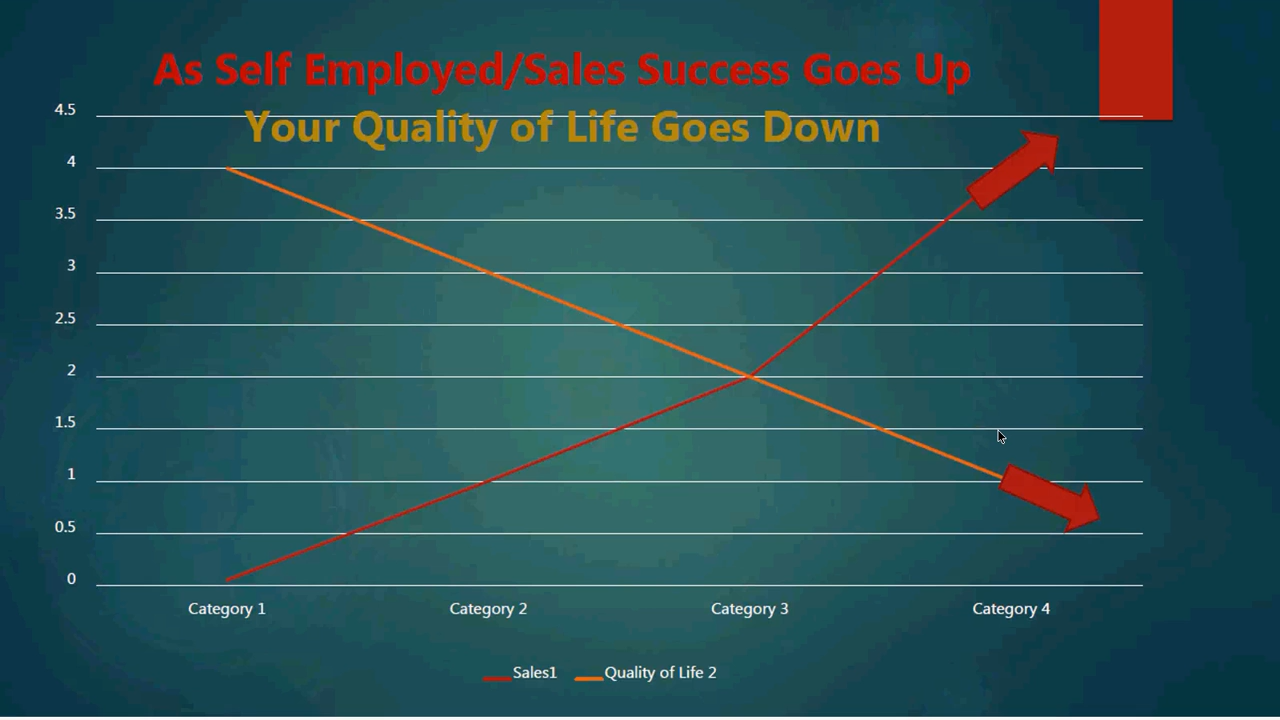 As Self Employed/Sales Success Goes Up
Your Quality of Life Goes Down
4.5
4
3.5
3
2.5
2
1.5
1
0.5
0
Category 1 Category 2 Category 3 Category 4
Sales1 Quality of Life 2